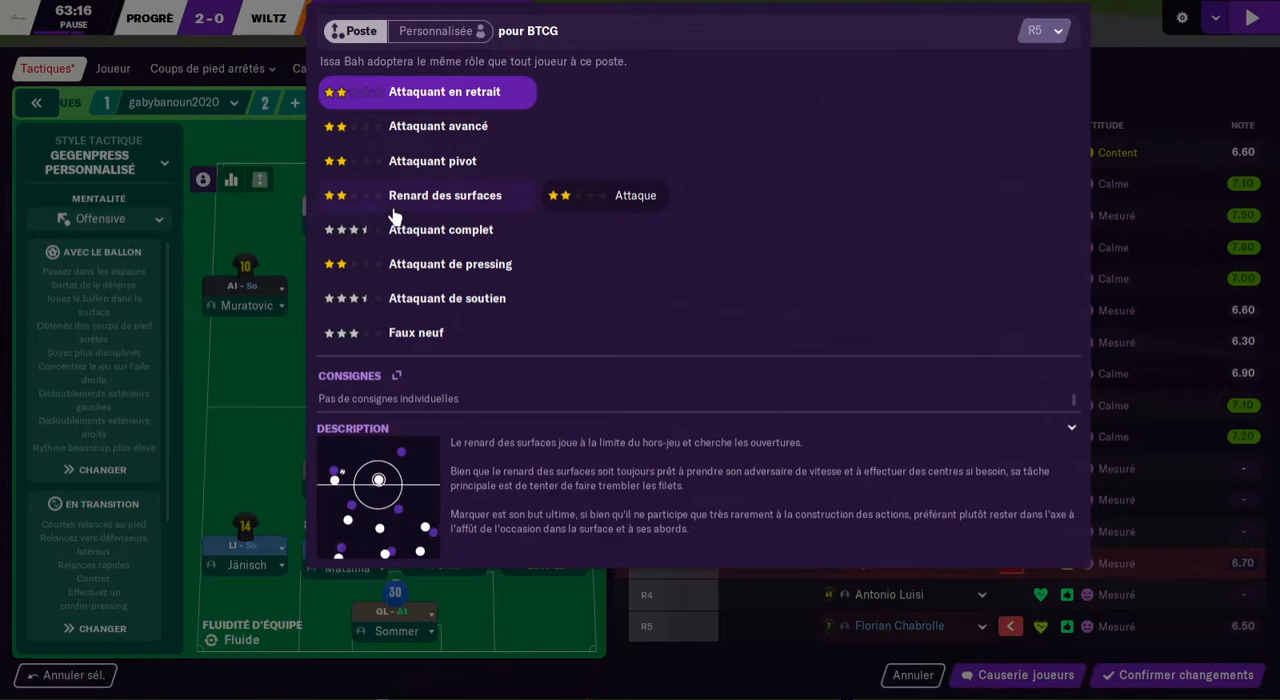 63:16
PAUSE
PROGRÈ
2 - 0
WILTZ
Poste
Personnalisée
pour BTCG
R5
Issa Bah adoptera le même rôle que tout joueur à ce poste.
Tactiques*
Joueur
Coups de pied arrêtés
Ca
UES
1
gabybanoun2020
2
+
STYLE TACTIQUE
GEGENPRESS
PERSONNALISÉ
MENTALITÉ
Offensive
AVEC LE BALLON
Passez dans les espaces
Sortez de la défense
Jouez le ballon dans la
surface
Obtenez des coups de pied
arrêtés
Soyez plus disciplinés
Concentrez le jeu sur l'aile
droite
Dédoublements extérieurs
gauches
Dédoublements extérieurs
droits
Rythme beaucoup plus élevé
CHANGER
EN TRANSITION
Courtes relances au pied
Relancez vers défenseurs
latéraux
Relances rapides
Contrez
Effectuez un
contre-pressing
CHANGER
10
AI - So
Muratovic
14
LI - So
Jänisch
Matsima
30
GL - At
Sommer
FLUIDITÉ D'ÉQUIPE
Fluide
Attaquant en retrait
Attaquant avancé
Attaquant pivot
Renard des surfaces
Attaque
Attaquant complet
Attaquant de pressing
Attaquant de soutien
Faux neuf
CONSIGNES
Pas de consignes individuelles
DESCRIPTION
Le renard des surfaces joue à la limite du hors-jeu et cherche les ouvertures.
Bien que le renard des surfaces soit toujours prêt à prendre son adversaire de vitesse et à effectuer des centres si besoin, sa tâche
principale est de tenter de faire trembler les filets.
Marquer est son but ultime, si bien qu'il ne participe que très rarement à la construction des actions, préférant plutôt rester dans l'axe à
l'affût de l'occasion dans la surface et à ses abords.
TITUDE
NOTE
Content
6.60
Calme
7.10
Mesuré
7.50
Calme
7.60
Calme
7.00
Mesuré
6.60
Mesuré
6.30
Calme
6.90
Calme
7.10
Calme
7.20
Mesuré
-
Mesuré
-
Mesuré
-
Mesuré
6.70
R4
Antonio Luisi
Mesuré
-
R5
Florian Chabrolle
Mesuré
6.50
Annuler sél.
Annuler
Causerie joueurs
Confirmer changements